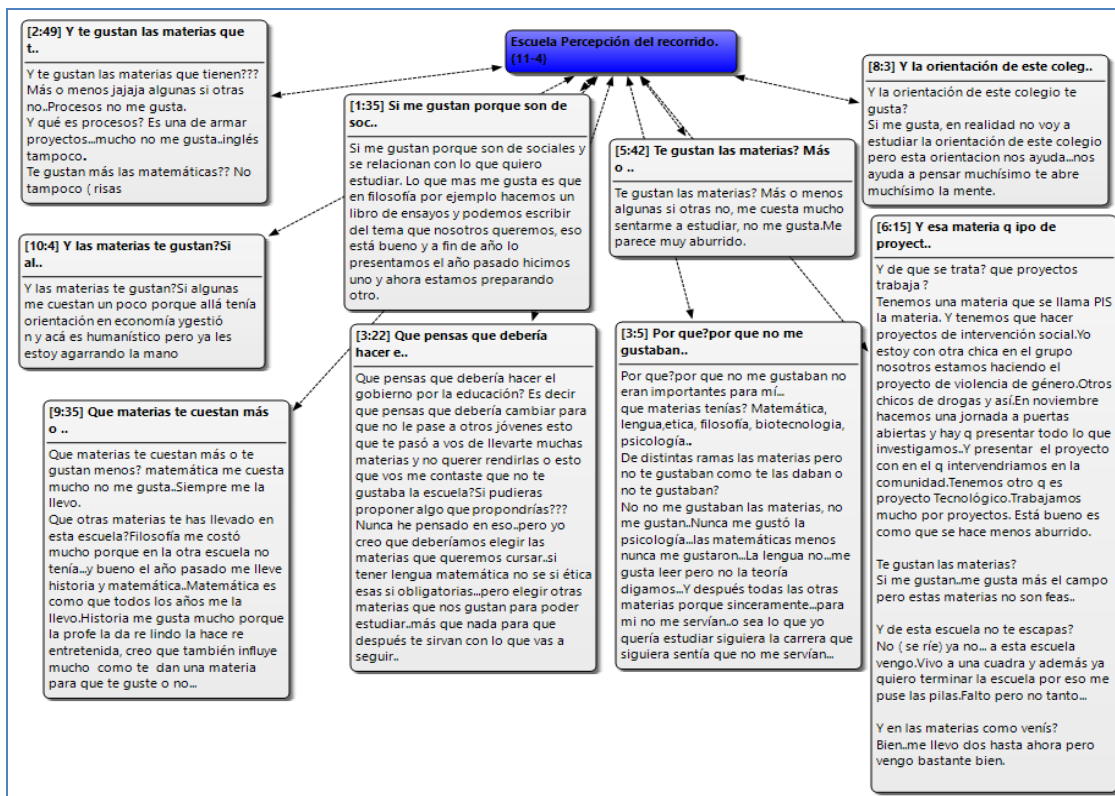 [2:49] Y te gustan las materias que
t..
Y te gustan las materias que tienen???
Más o menos jajaja algunas si otras
no..Procesos no me gusta.
Y qué es procesos? Es una de armar
proyectos...mucho no me gusta..inglés
tampoco.
Te gustan más las matemáticas?? No
tampoco ( risas
Escuela Percepción del recorrido.
{11-4}
[8:3] Y la orientación de este coleg..
Y la orientación de este colegio te
gusta?
Si me gusta, en realidad no voy a
estudiar la orientación de este colegio
pero esta orientacion nos ayuda...nos
ayuda a pensar muchísimo te abre
muchísimo la mente.
[1:35] Si me gustan porque son de
soc..
Si me gustan porque son de sociales y
se relacionan con lo que quiero
estudiar. Lo que mas me gusta es que
en filosofía por ejemplo hacemos un
libro de ensayos y podemos escribir
del tema que nosotros queremos, eso
está bueno y a fin de año lo
presentamos el año pasado hicimos
uno y ahora estamos preparando
otro.
[5:42] Te gustan las materias? Más
o ..
Te gustan las materias? Más o menos
algunas si otras no, me cuesta mucho
sentarme a estudiar, no me gusta.Me
parece muy aburrido.
[10:4] Y las materias te gustan?Si
al..
Y las materias te gustan?Si algunas
me cuestan un poco porque allá tenía
orientación en economía ygestió
n y acá es humanístico pero ya les
estoy agarrando la mano
[6:15] Y esa materia q ipo de
proyect..
Y de que se trata? que proyectos
trabaja ?
Tenemos una materia que se llama PIS
la materia. Y tenemos que hacer
proyectos de intervención social.Yo
estoy con otra chica en el grupo
nosotros estamos haciendo el
proyecto de violencia de género.Otros
chicos de drogas y así.En noviembre
hacemos una jornada a puertas
abiertas y hay q presentar todo lo que
investigamos..Y presentar  el proyecto
con en el q intervendriamos en la
comunidad.Tenemos otro q es
proyecto Tecnológico.Trabajamos
mucho por proyectos. Está bueno es
como que se hace menos aburrido.
Te gustan las materias?
Si me gustan..me gusta más el campo
pero estas materias no son feas..
Y de esta escuela no te escapas?
No ( se ríe) ya no... a esta escuela
vengo.Vivo a una cuadra y además ya
quiero terminar la escuela por eso me
puse las pilas.Falto pero no tanto...
Y en las materias como venís?
Bien..me llevo dos hasta ahora pero
vengo bastante bien.
[3:22] Que pensas que debería
hacer e..
Que pensas que debería hacer el
gobierno por la educación? Es decir
que pensas que debería cambiar para
que no le pase a otros jóvenes esto
que te pasó a vos de llevarte muchas
materias y no querer rendirlas o esto
que vos me contaste que no te
gustaba la escuela?Si pudieras
proponer algo que propondrías???
Nunca he pensado en eso..pero yo
creo que deberíamos elegir las
materias que queremos cursar..si
tener lengua matemática no se si ética
esas si obligatorias...pero elegir otras
materias que nos gustan para poder
estudiar..más que nada para que
después te sirvan con lo que vas a
seguir..
[3:5] Por que?por que no me
gustaban..
Por que?por que no me gustaban no
eran importantes para mí...
que materias tenías? Matemática,
lengua,etica, filosofía, biotecnologia,
psicología..
De distintas ramas las materias pero
no te gustaban como te las daban o
no te gustaban?
No no me gustaban las materias, no
me gustan..Nunca me gustó la
psicología...las matemáticas menos
nunca me gustaron...La lengua no...me
gusta leer pero no la teoría
digamos...Y después todas las otras
materias porque sinceramente...para
mi no me servían..o sea lo que yo
quería estudiar siguiera la carrera que
siguiera sentía que no me servían...
[9:35] Que materias te cuestan más
o ..
Que materias te cuestan más o te
gustan menos? matemática me cuesta
mucho no me gusta..Siempre me la
llevo.
Que otras materias te has llevado en
esta escuela?Filosofía me costó
mucho porque en la otra escuela no
tenía...y bueno el año pasado me lleve
historia y matemática..Matemática es
como que todos los años me la
llevo.Historia me gusta mucho porque
la profe la da re lindo la hace re
entretenida, creo que también influye
mucho  como te  dan una materia
para que te guste o no...